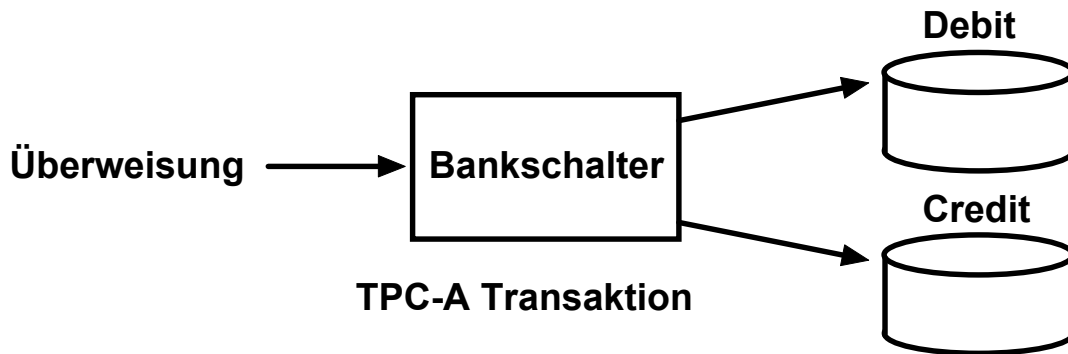 Debit
Überweisung
Bankschalter
Credit
TPC-A Transaktion